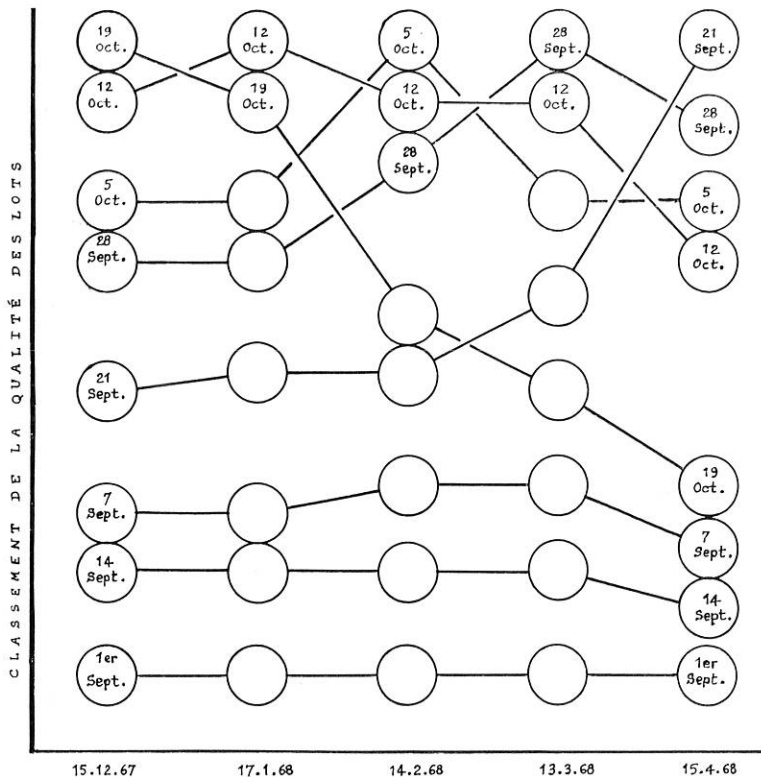 CLASSEMENT DE LA QUALITÉ DES LOTS
19
Oct.
12
Oct.
5
Oct.
28
Sept.
21
Sept.
7
Sept.
14
Sept.
1er
Sept.
12
Oct.
19
Oct.
5
Oct.
12
Oct.
28
Sept.
28
Sept.
12
Oct.
21
Sept.
28
Sept.
5
Oct.
12
Oct.
19
Oct.
7
Sept.
14
Sept.
1er
Sept.
15.12.67 17.1.68 14.2.68 13.3.68 15.4.68